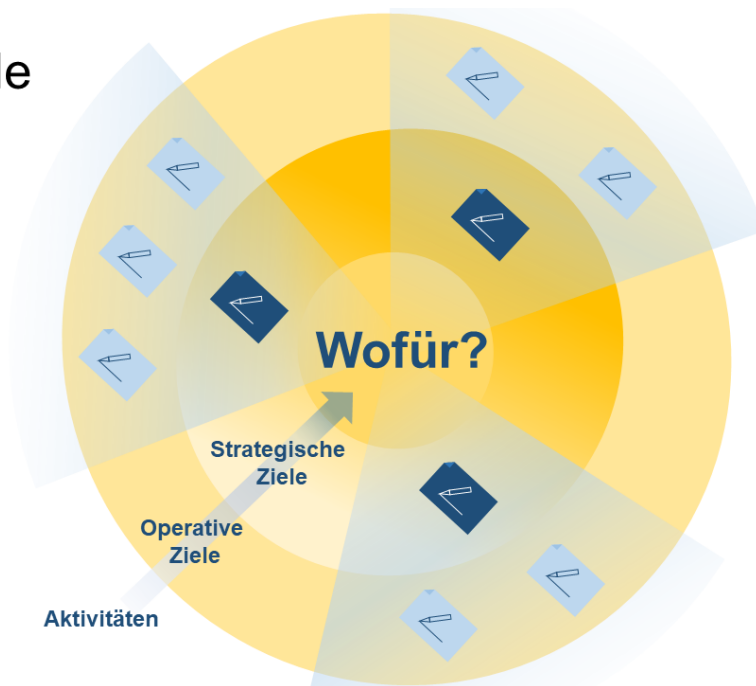 le
Wofür?
Strategische
Ziele
Operative
Ziele
Aktivitäten